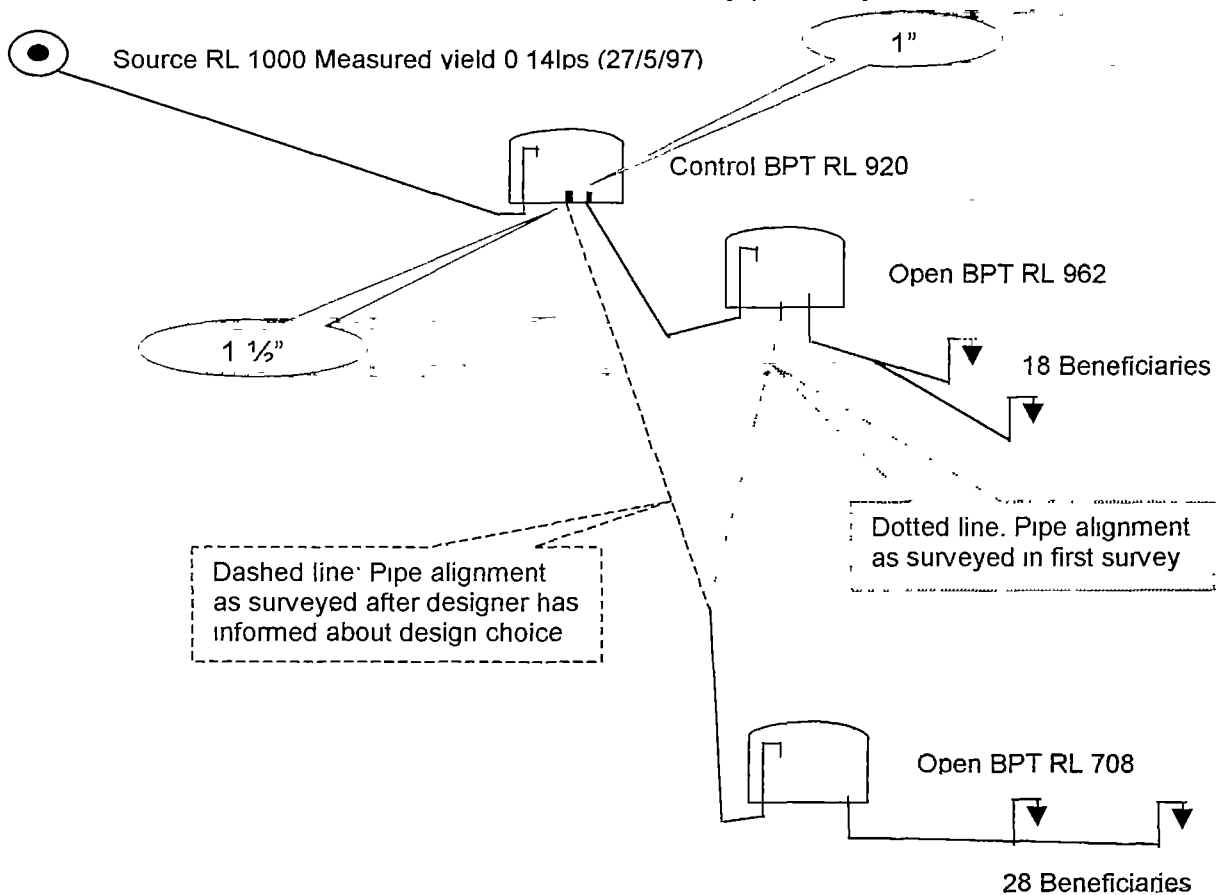 1"
Source RL 1000 Measured yield 0 14lps (27/5/97)
Control BPT RL 920
Open BPT RL 962
1 ½"
18 Beneficiaries
Dotted line. Pipe alignment
as surveyed in first survey
Dashed line· Pipe alignment
as surveyed after designer has
informed about design choice
Open BPT RL 708
28 Beneficiaries